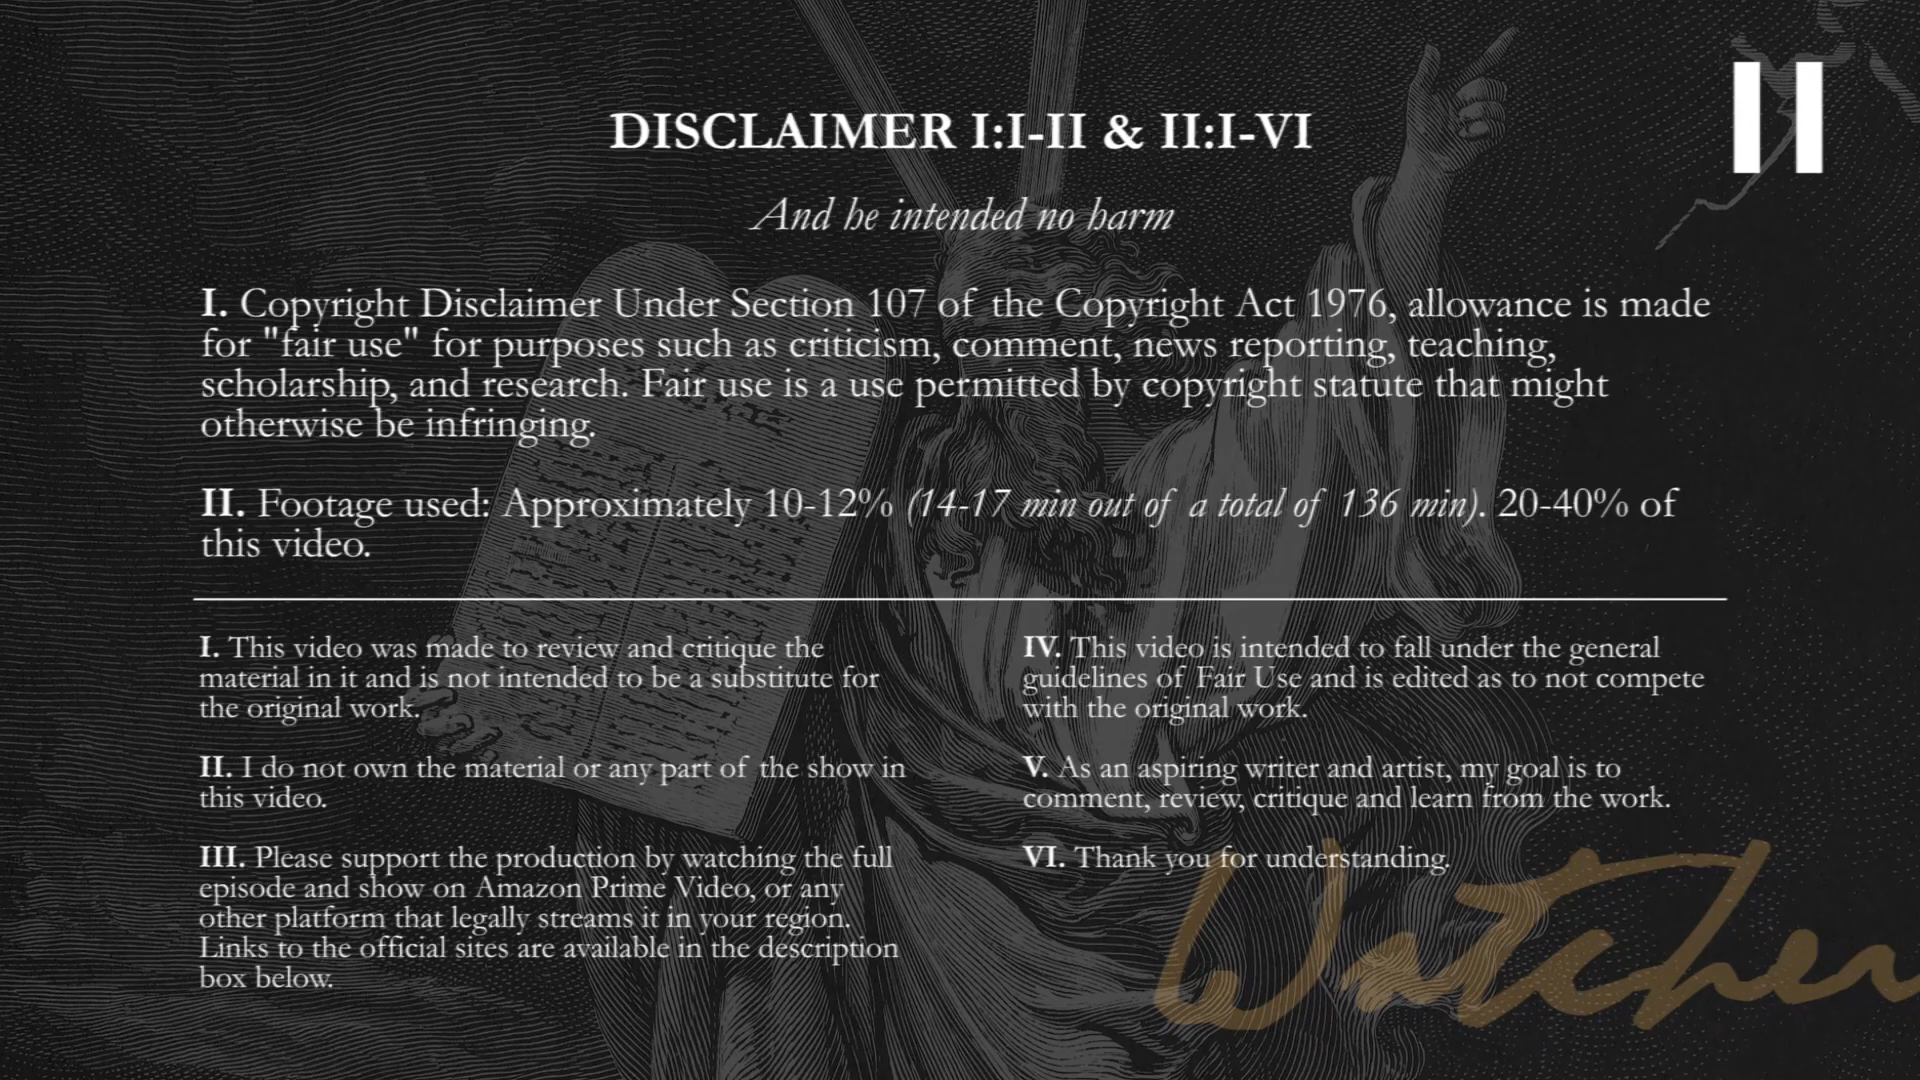 DISCLAIMER I:I-II & II:I-VI
And he intended no harm
I. Copyright Disclaimer Under Section 107 of the Copyright Act 1976, allowance is made
for "fair use" for purposes such as criticism, comment, news reporting, teaching,
scholarship, and research. Fair use is a use permitted by copyright statute that might
otherwise be infringing.
II. Footage used: Approximately 10-12% (14-17 min out of a total of 136 min). 20-40% of
this video.
I. This video was made to review and critique the
material in it and is not intended to be a substitute for
the original work.
II. I do not own the material or any part of the show in
this video.
III. Please support the production by watching the full
episode and show on Amazon Prime Video, or any
other platform that legally streams it in your region.
Links to the official sites are available in the description
box below.
IV. This video is intended to fall under the general
guidelines of Fair Use and is edited as to not compete
with the original work.
V. As an aspiring writer and artist, my goal is to
comment, review, critique and learn from the work.
VI. Thank you for understanding.
Watcher